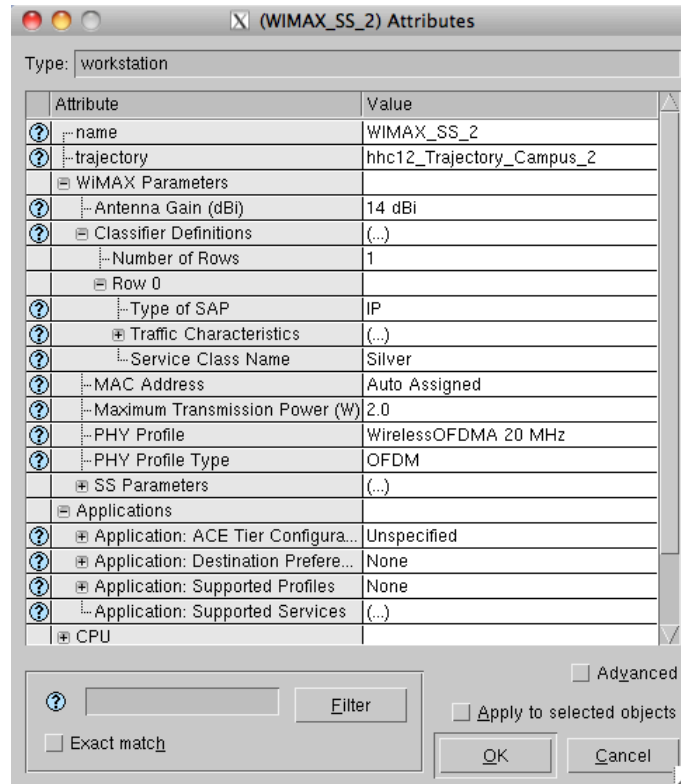 (WIMAX_SS_2) Attributes
Type: workstation
Attribute Value
name WIMAX_SS_2
trajectory hhc12_Trajectory_Campus_2
WiMAX Parameters
Antenna Gain (dBi) 14 dBi
Classifier Definitions (...)
Number of Rows 1
Row 0
Type of SAP IP
Traffic Characteristics (...)
Service Class Name Silver
MAC Address Auto Assigned
Maximum Transmission Power (W) 2.0
PHY Profile WirelessOFDMA 20 MHz
PHY Profile Type OFDM
SS Parameters (...)
Applications
Application: ACE Tier Configura... Unspecified
Application: Destination Prefere... None
Application: Supported Profiles None
Application: Supported Services (...)
CPU
Advanced
Filter
Apply to selected objects
Exact match
OK Cancel